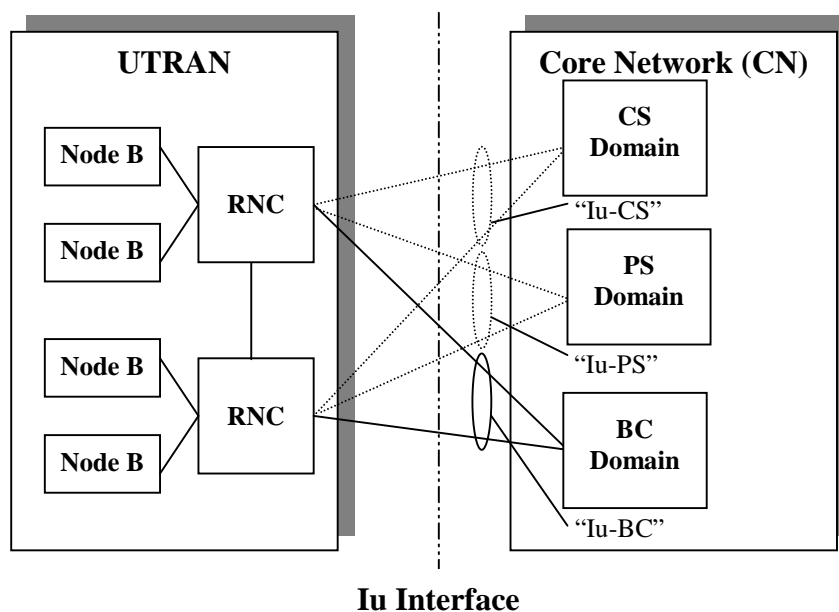 UTRAN
Node B
Node B
RNC
Node B
Node B
RNC
Core Network (CN)
CS
Domain
“Iu-CS”
PS
Domain
“Iu-PS”
BC
Domain
“Iu-BC”
Iu Interface